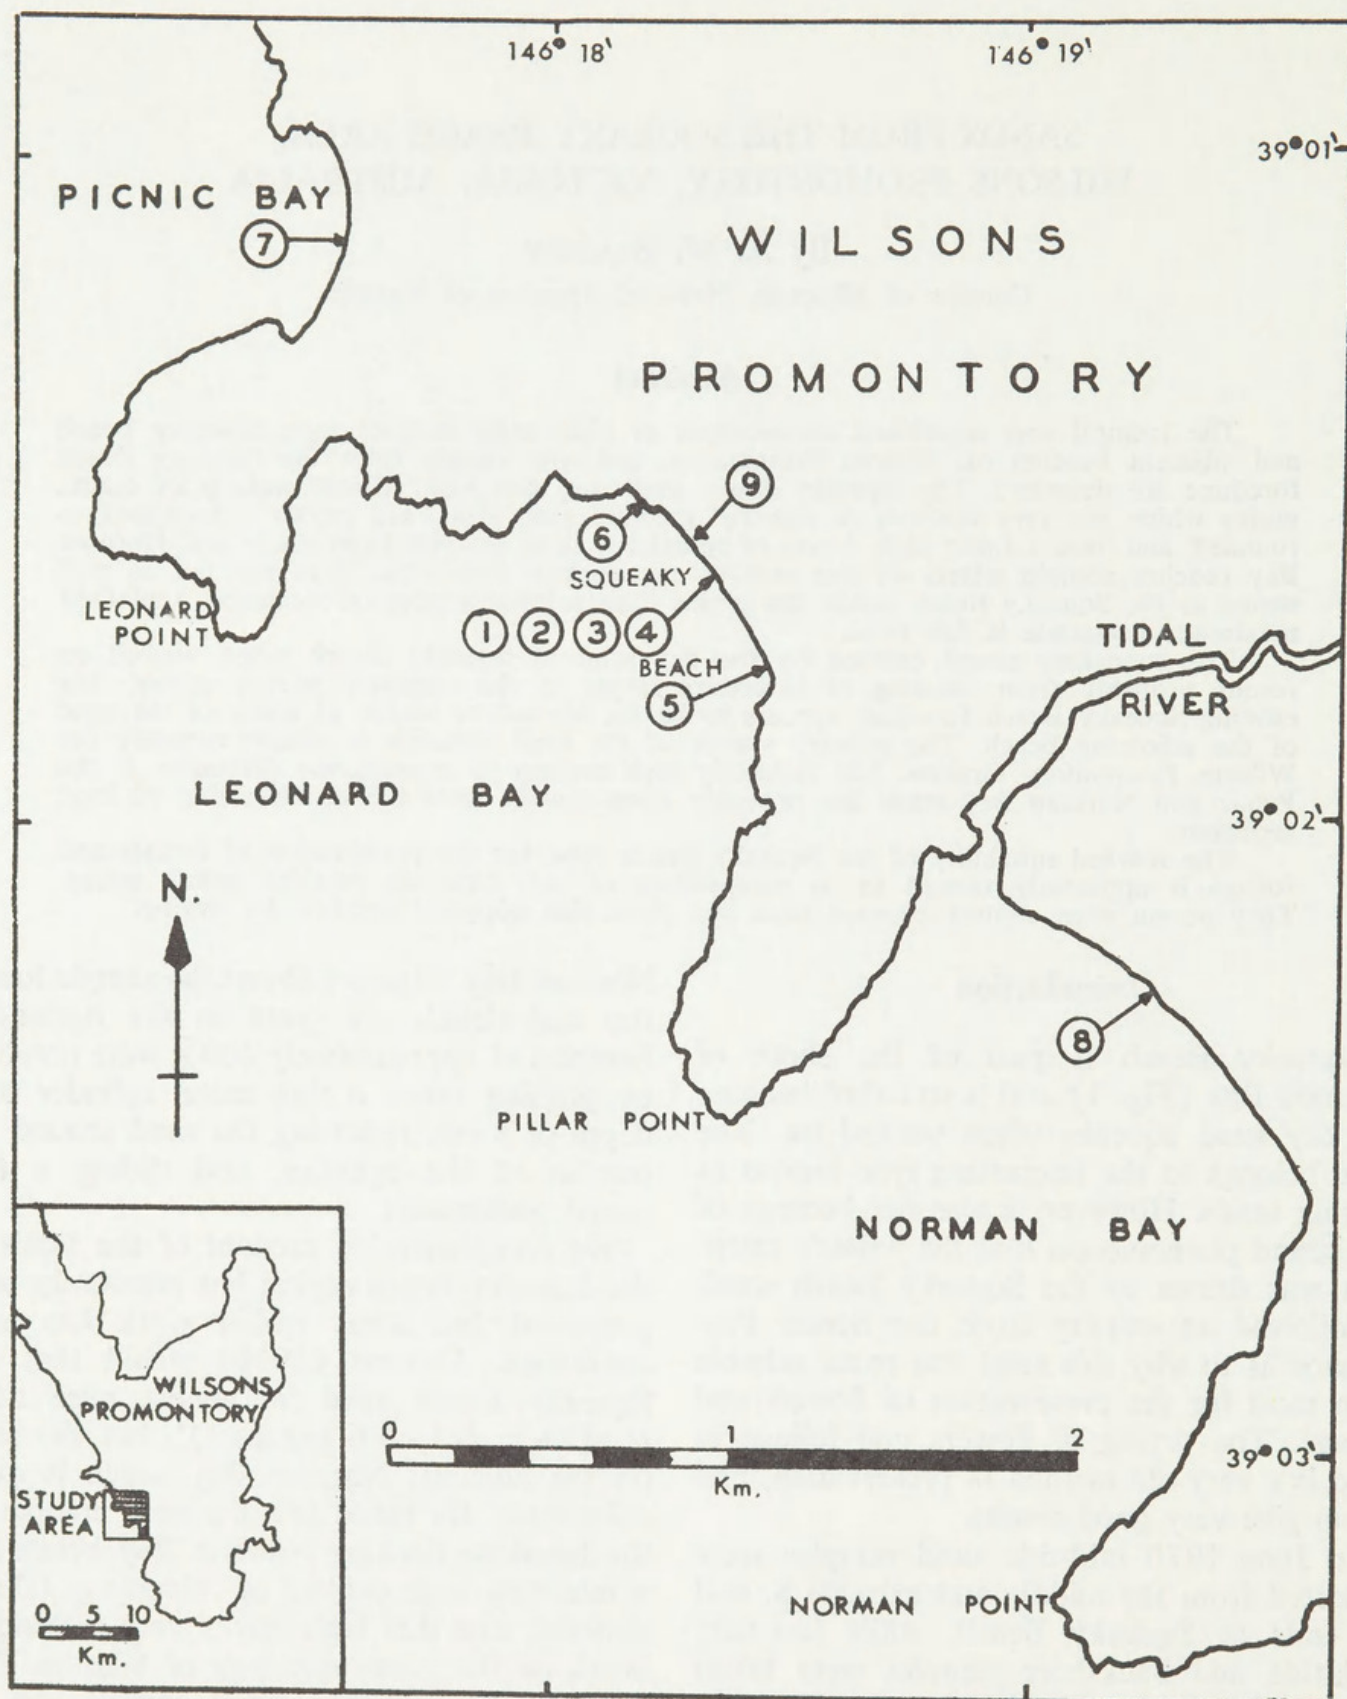 146° 18'
146° 19'
39° 01'
PICNIC BAY
7
WILSONS
PROMONTORY
9
6
SQUEAKY
LEONARD
POINT
1 2 3 4
TIDAL
BEACH
5
RIVER
LEONARD BAY
39° 02'
N.
8
PILLAR POINT
NORMAN BAY
WILSONS
PROMONTORY
0 1 2
Km.
39° 03'
STUDY
AREA
NORMAN POINT
0 5 10
Km.